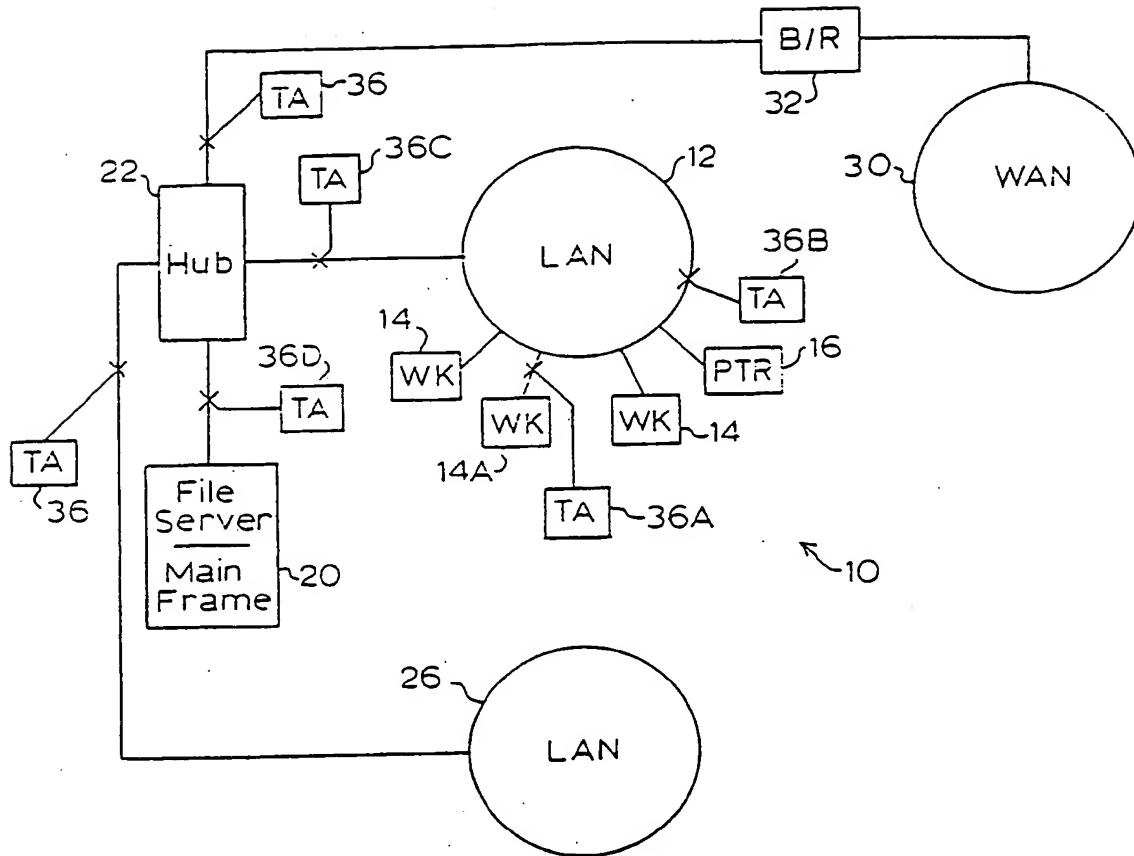 B/R
32
TA
36
36C
TA
12
22
Hub
LAN
30
WAN
36B
TA
14
WK
36D
TA
WK
14A
WK
14
PTR
16
TA
36
File
Server
Main
Frame
20
TA
36A
10
26
LAN